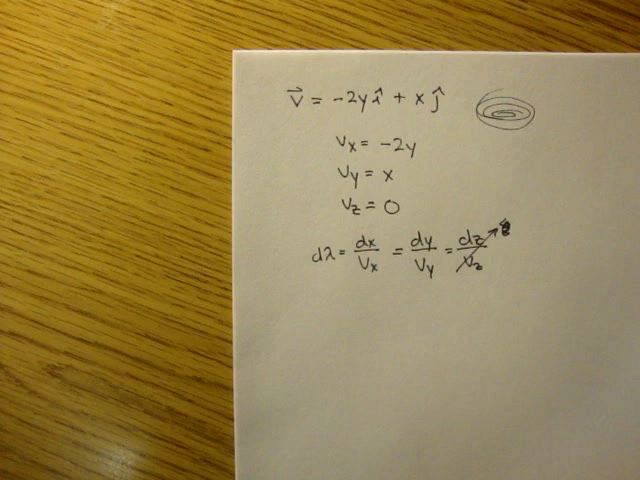 v⃗ = -2y î + x ĵ
Vx = -2y
Vy = x
Vz = 0
dλ = dx/Vx = dy/Vy = dz/Vz